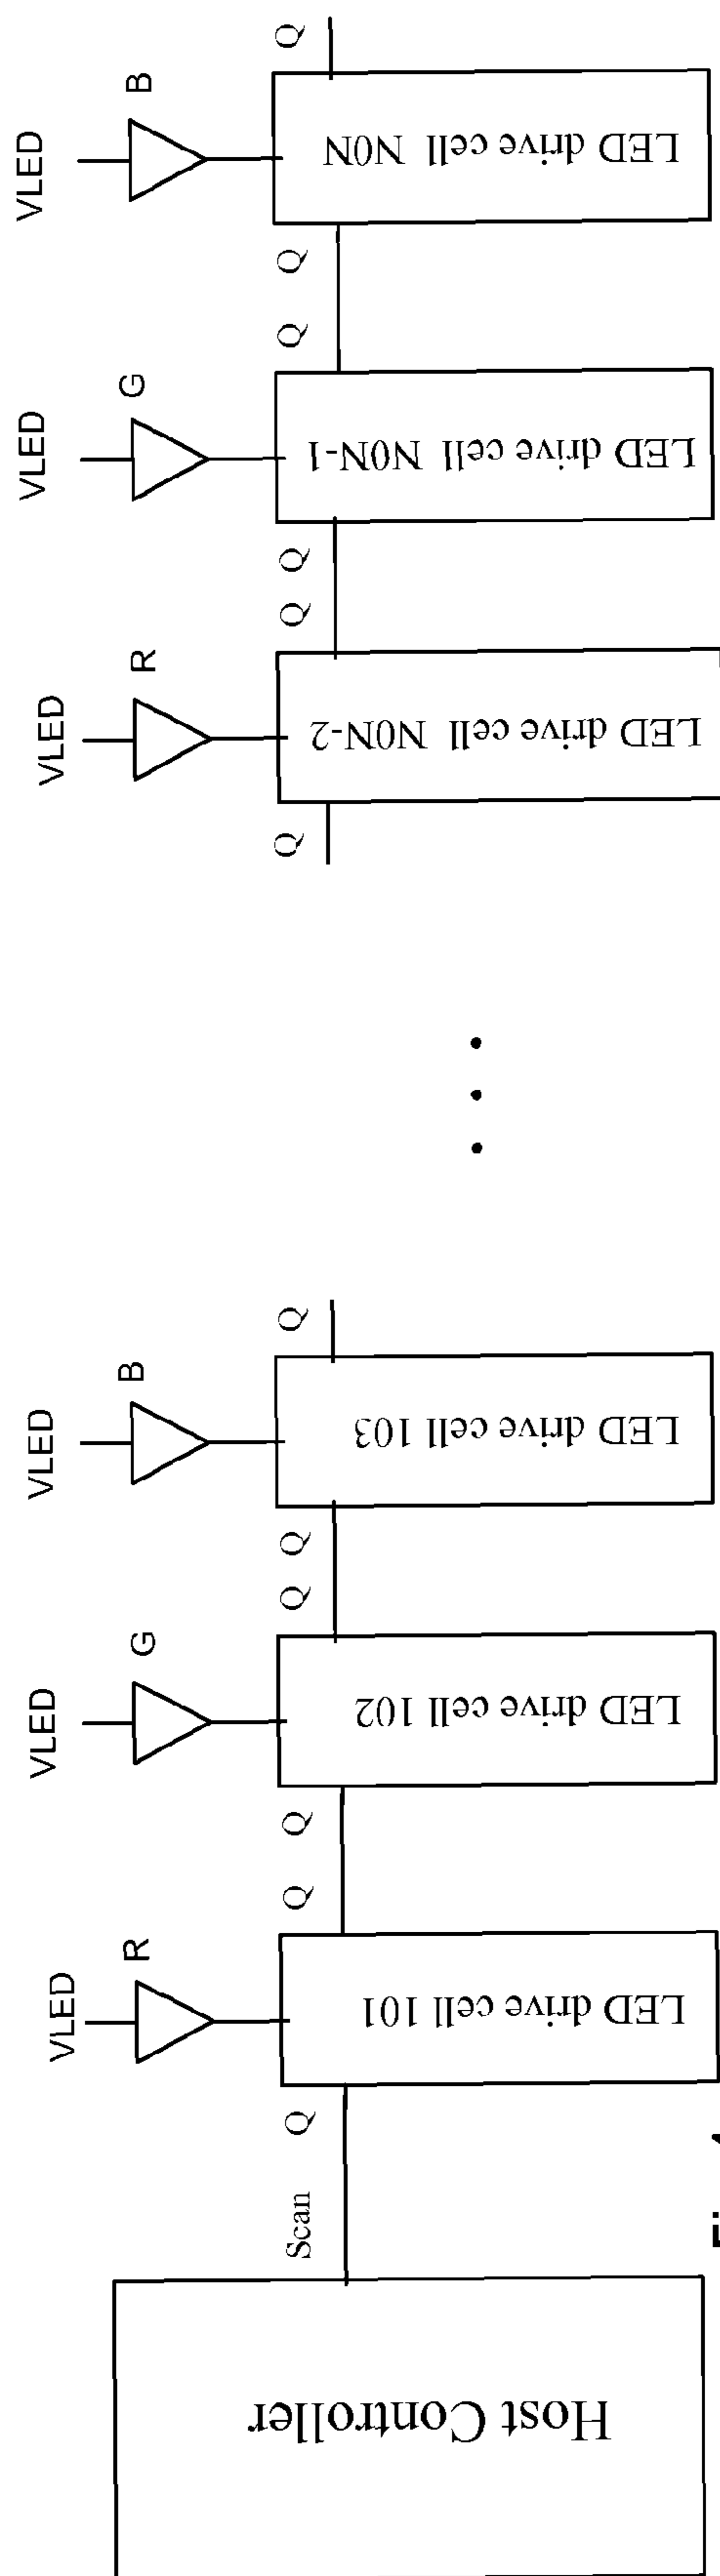 VLED
VLED
VLED
VLED
VLED
VLED
R
G
B
R
G
B
Scan
Q
Q
Q
Q
Q
Q
Q
Q
Q
Q
Q
Q
Host Controller
LED drive cell 101
LED drive cell 102
LED drive cell 103
LED drive cell N0N-2
LED drive cell N0N-1
LED drive cell N0N